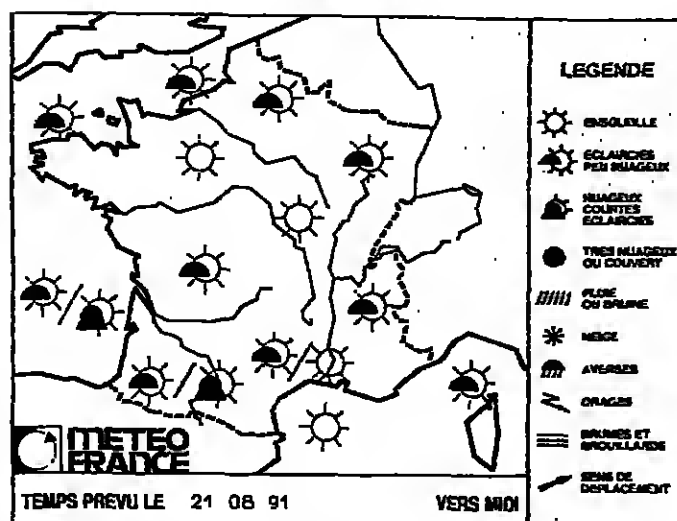 LEGENDE
ENSOLEILLE
ECLAIRCIES
PEU NUAGEUX
NUAGEUX
COURTES
ECLAIRCIES
TRES NUAGEUX
OU COUVERT
PLUIE
OU BRUINE
NEIGE
AVERSES
ORAGES
BRUMES ET
BROUILLARDS
SENS DE
DEPLACEMENT
METEO
FRANCE
TEMPS PREVU LE 21 08 91 VERS MIDI